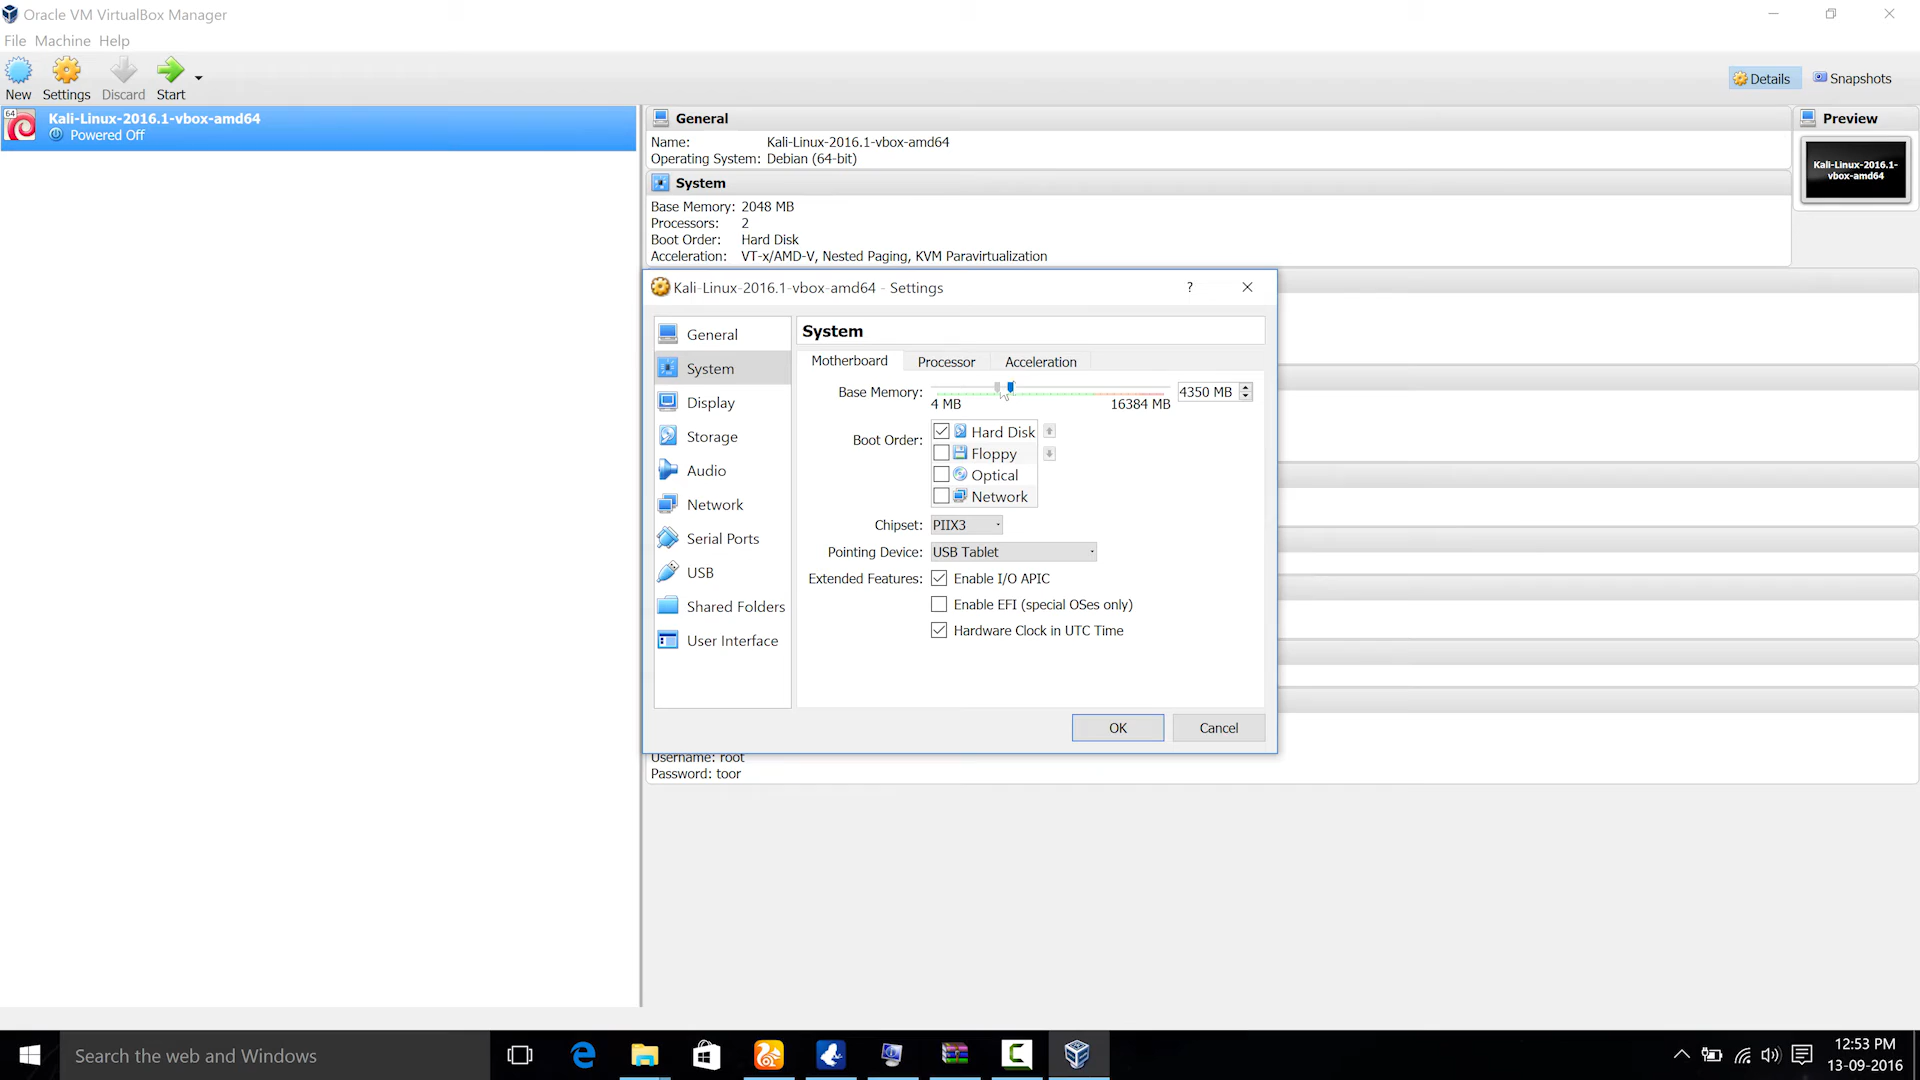 Oracle VM VirtualBox Manager
File Machine Help
New Settings Discard Start
Details Snapshots
64
Kali-Linux-2016.1-vbox-amd64
Powered Off
General
Name: Kali-Linux-2016.1-vbox-amd64
Operating System: Debian (64-bit)
System
Base Memory: 2048 MB
Processors: 2
Boot Order: Hard Disk
Acceleration: VT-x/AMD-V, Nested Paging, KVM Paravirtualization
Preview
Kali-Linux-2016.1-
vbox-amd64
Kali-Linux-2016.1-vbox-amd64 - Settings
?
General
System
Display
Storage
Audio
Network
Serial Ports
USB
Shared Folders
User Interface
System
Motherboard Processor Acceleration
Base Memory: 4350 MB
4 MB 16384 MB
Boot Order:
Hard Disk
Floppy
Optical
Network
Chipset: PIIX3
Pointing Device: USB Tablet
Extended Features: Enable I/O APIC
Enable EFI (special OSes only)
Hardware Clock in UTC Time
OK Cancel
Username: root
Password: toor
Search the web and Windows
12:53 PM
13-09-2016